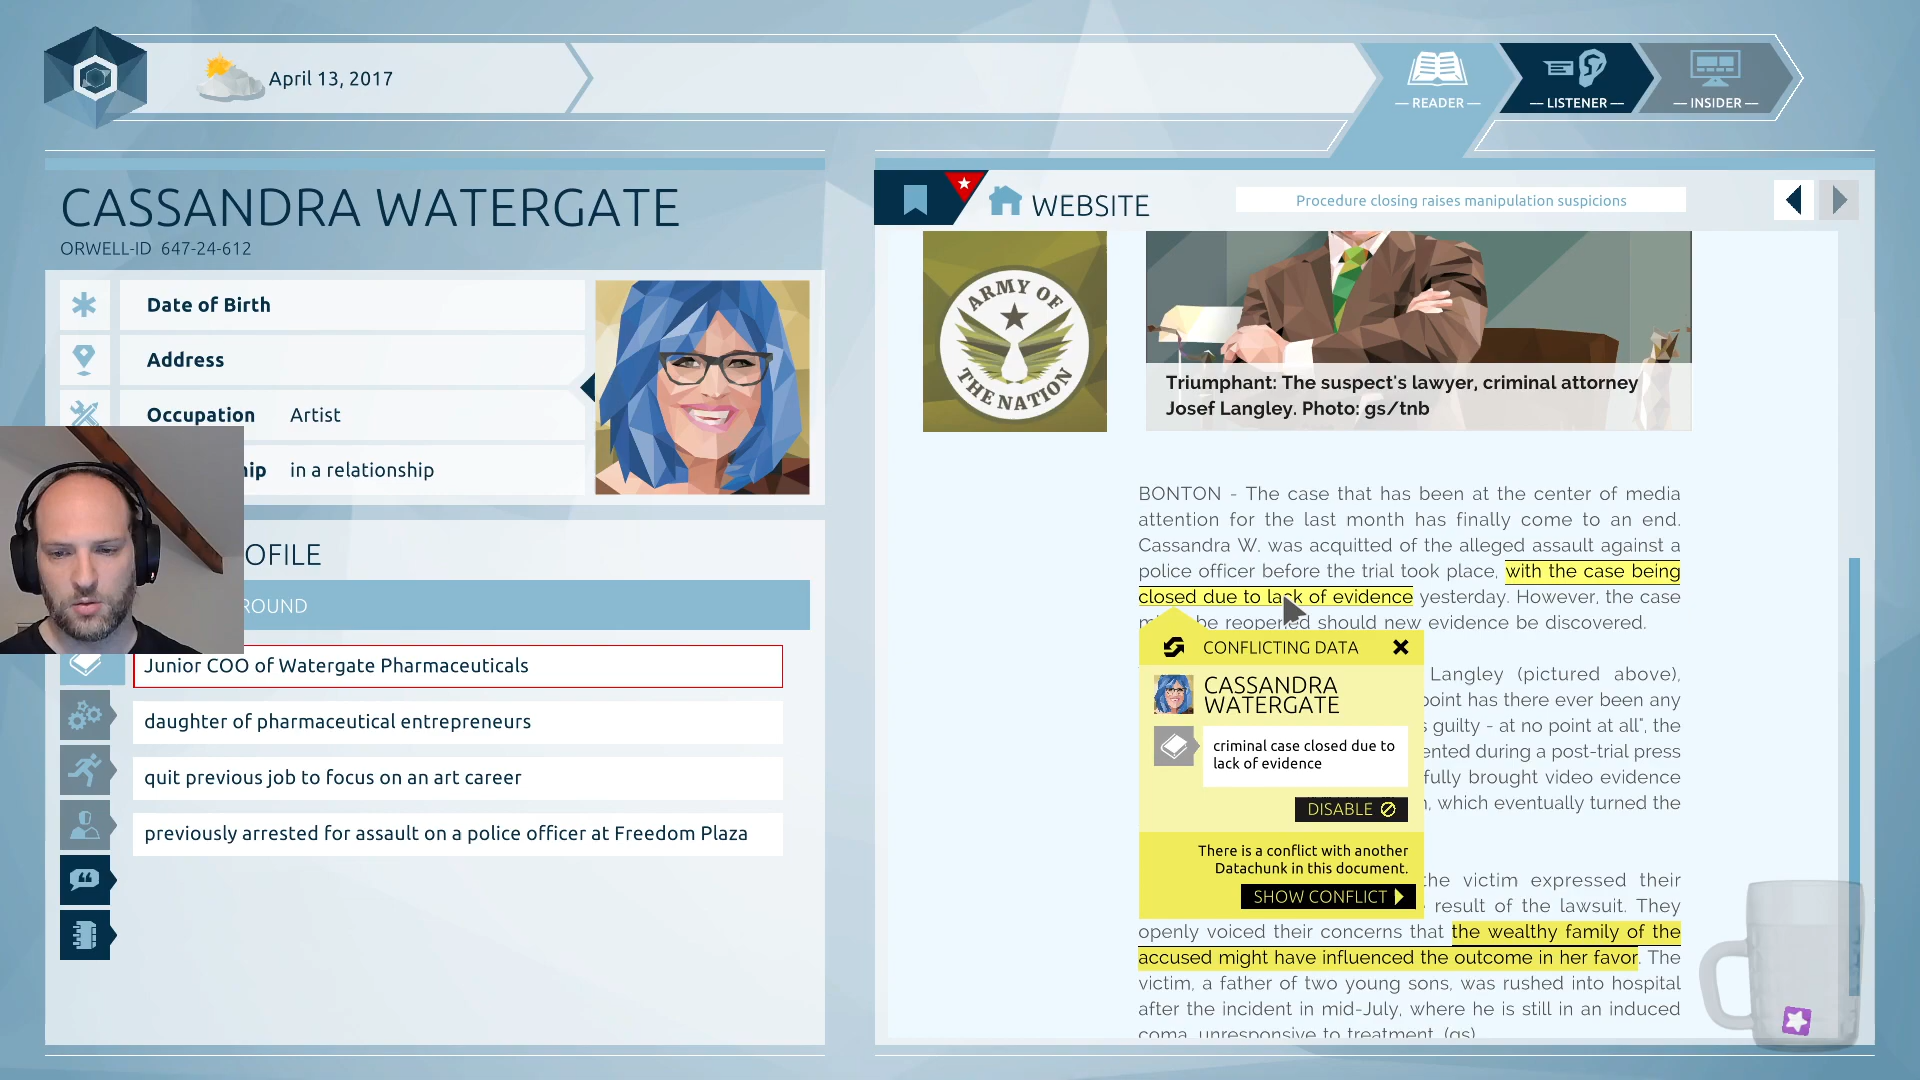 April 13, 2017
— READER —
— LISTENER —
— INSIDER —
CASSANDRA WATERGATE
ORWELL-ID 647-24-612
Date of Birth
Address
Occupation Artist
ip in a relationship
OFILE
ROUND
Junior COO of Watergate Pharmaceuticals
daughter of pharmaceutical entrepreneurs
quit previous job to focus on an art career
previously arrested for assault on a police officer at Freedom Plaza
WEBSITE
Procedure closing raises manipulation suspicions
ARMY OF
THE NATION
Triumphant: The suspect's lawyer, criminal attorney
Josef Langley. Photo: gs/tnb
BONTON - The case that has been at the center of media
attention for the last month has finally come to an end.
Cassandra W. was acquitted of the alleged assault against a
police officer before the trial took place, with the case being
closed due to lack of evidence yesterday. However, the case
be reopened should new evidence be discovered.
CONFLICTING DATA
CASSANDRA
WATERGATE
criminal case closed due to
lack of evidence
DISABLE
There is a conflict with another
Datachunk in this document.
SHOW CONFLICT
Langley (pictured above),
point has there ever been any
guilty - at no point at all", the
ented during a post-trial press
fully brought video evidence
, which eventually turned the
the victim expressed their
result of the lawsuit. They
openly voiced their concerns that the wealthy family of the
accused might have influenced the outcome in her favor. The
victim, a father of two young sons, was rushed into hospital
after the incident in mid-July, where he is still in an induced
coma, unresponsive to treatment. (gs)